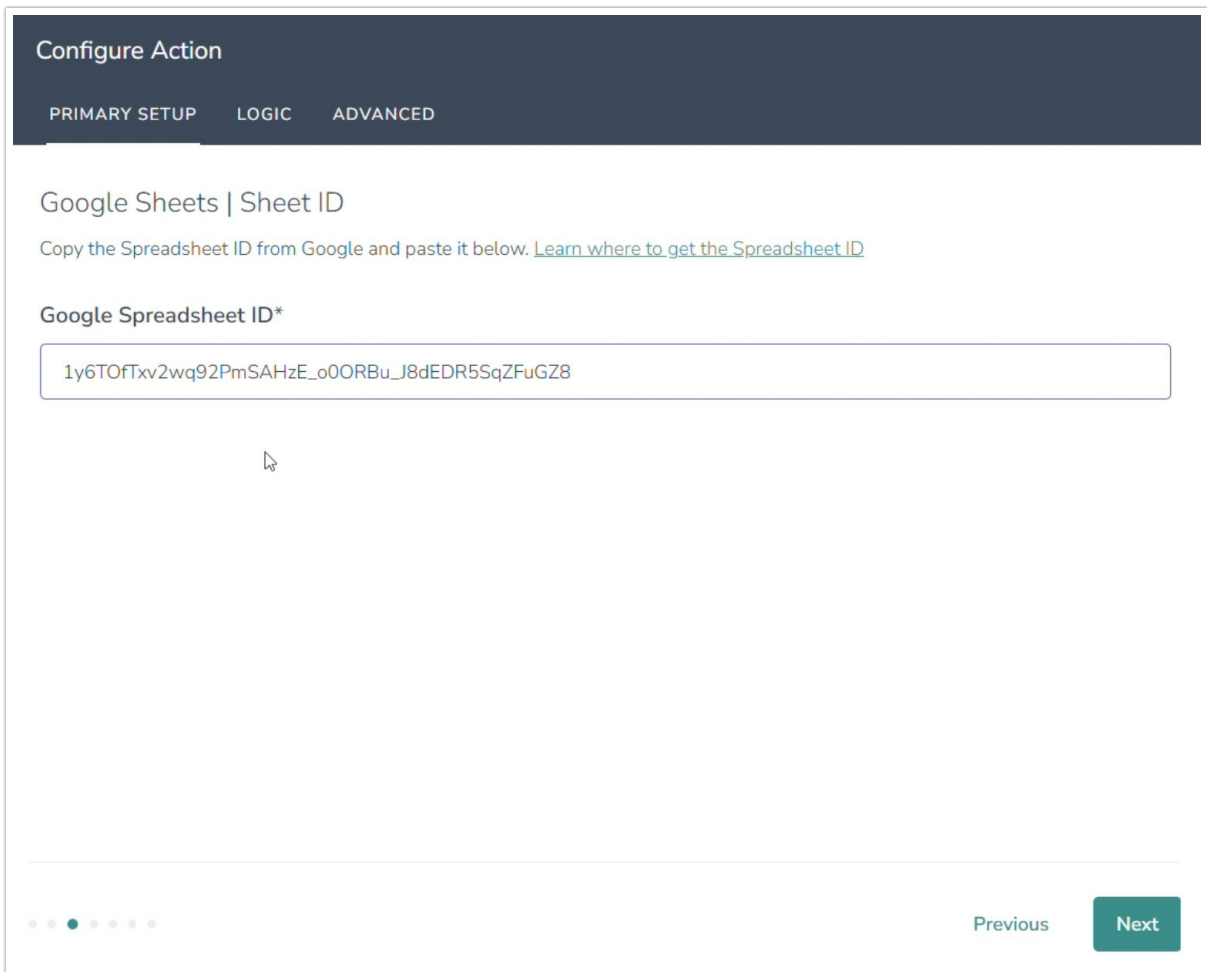 Configure Action
PRIMARY SETUP LOGIC ADVANCED
Google Sheets | Sheet ID
Copy the Spreadsheet ID from Google and paste it below. Learn where to get the Spreadsheet ID
Google Spreadsheet ID*
1y6TOfTxv2wq92PmSAHzE_o0ORBu_J8dEDR5SqZFuGZ8
Previous Next